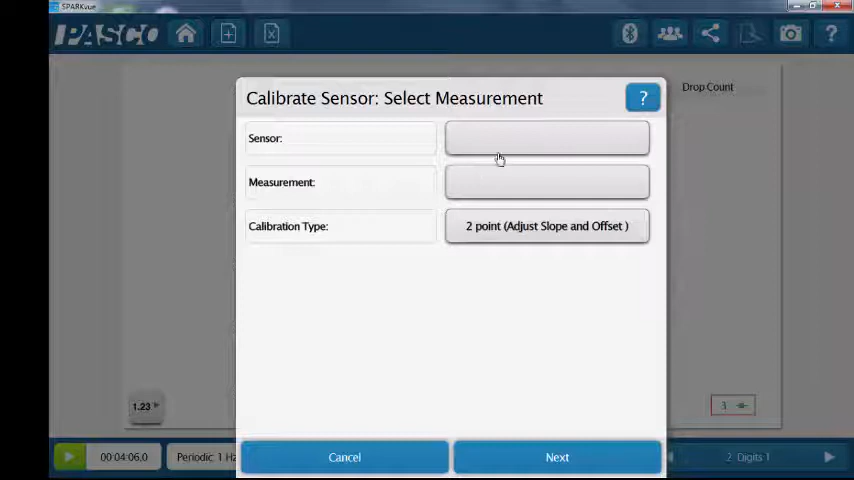 SPARKvue
PASCO
?
Drop Count
Calibrate Sensor: Select Measurement
?
Sensor:
Measurement:
Calibration Type:
2 point (Adjust Slope and Offset )
1.23
3
00:04:06.0
Periodic: 1 Hz
Cancel
Next
2: Digits 1